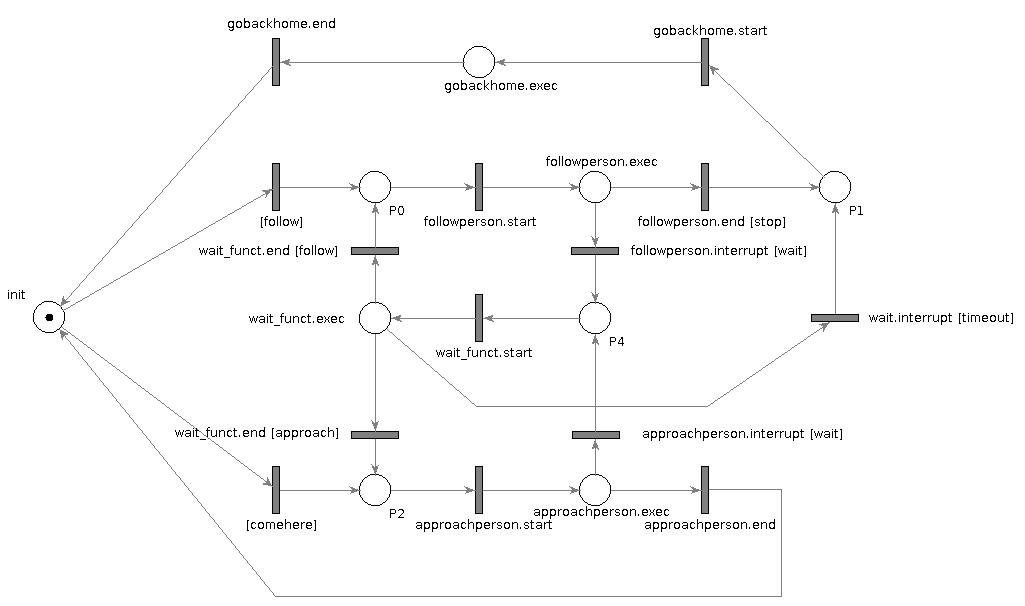 gobackhome.end
gobackhome.start
gobackhome.exec
followperson.exec
P0
P1
[follow]
followperson.start
followperson.end [stop]
wait_funct.end [follow]
followperson.interrupt [wait]
init
wait_funct.exec
wait.interrupt [timeout]
P4
wait_funct.start
wait_funct.end [approach]
approachperson.interrupt [wait]
P2
approachperson.exec
[comehere]
approachperson.start
approachperson.end